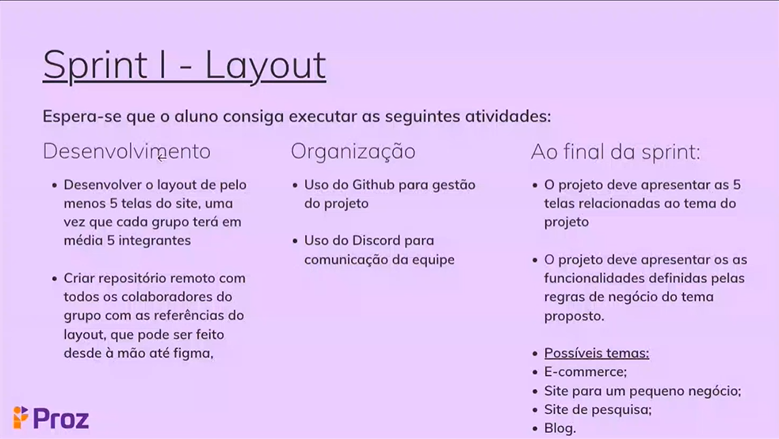 Sprint I - Layout
Espera-se que o aluno consiga executar as seguintes atividades:
Desenvolvimento
• Desenvolver o layout de pelo
menos 5 telas do site, uma
vez que cada grupo terá em
média 5 integrantes
• Criar repositório remoto com
todos os colaboradores do
grupo com as referências do
layout, que pode ser feito
desde à mão até figma,
Organização
• Uso do Github para gestão
do projeto
• Uso do Discord para
comunicação da equipe
Ao final da sprint:
• O projeto deve apresentar as 5
telas relacionadas ao tema do
projeto
• O projeto deve apresentar os as
funcionalidades definidas pelas
regras de negócio do tema
proposto.
• Possíveis temas:
• E-commerce;
• Site para um pequeno negócio;
• Site de pesquisa;
• Blog.
Proz